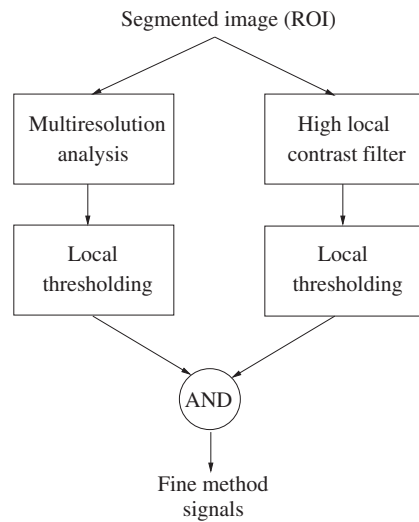 Segmented image (ROI)
Multiresolution
analysis
High local
contrast filter
Local
thresholding
Local
thresholding
AND
Fine method
signals